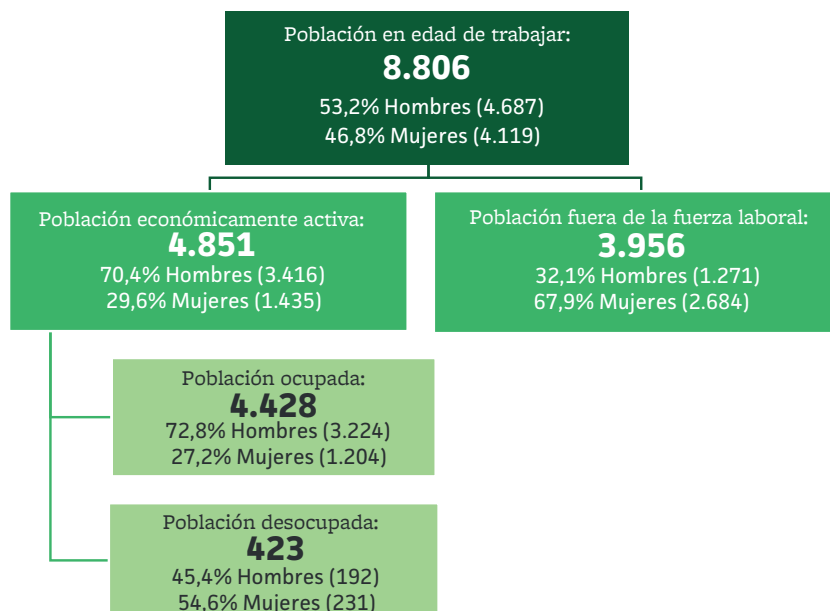 Población en edad de trabajar:
8.806
53,2% Hombres (4.687)
46,8% Mujeres (4.119)
Población económicamente activa:
4.851
70,4% Hombres (3.416)
29,6% Mujeres (1.435)
Población fuera de la fuerza laboral:
3.956
32,1% Hombres (1.271)
67,9% Mujeres (2.684)
Población ocupada:
4.428
72,8% Hombres (3.224)
27,2% Mujeres (1.204)
Población desocupada:
423
45,4% Hombres (192)
54,6% Mujeres (231)